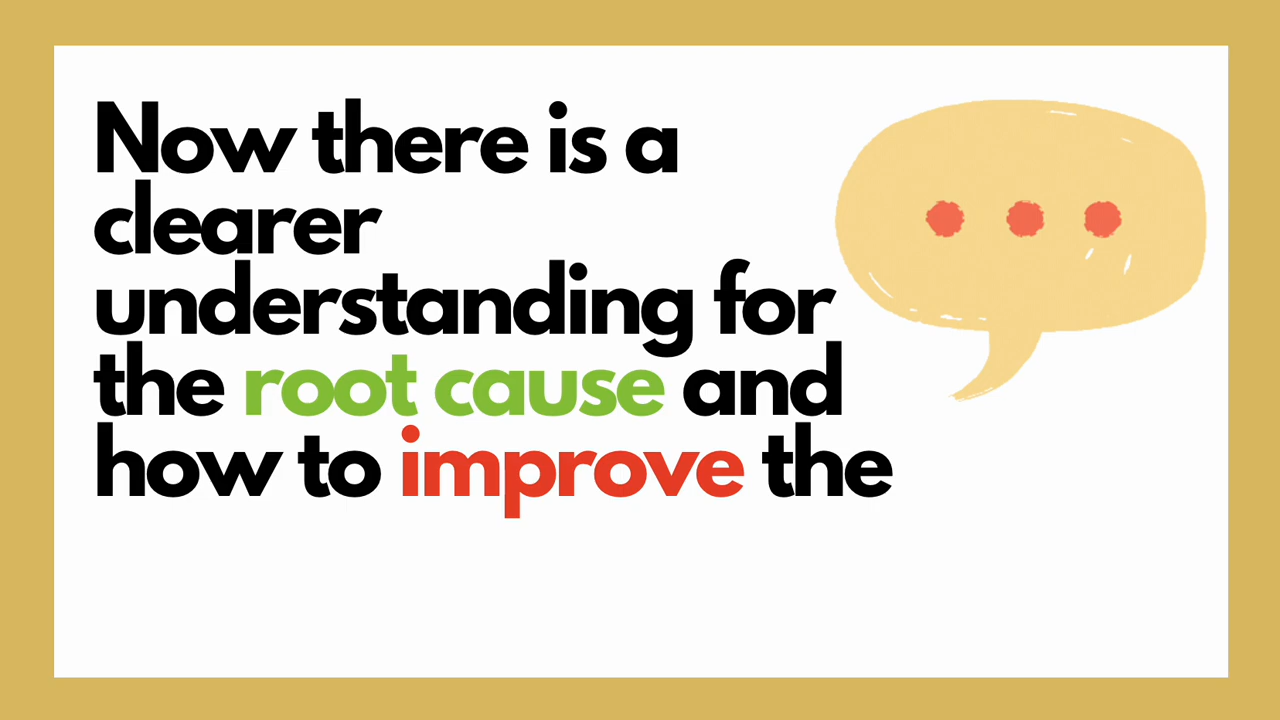 Now there is a
clearer
understanding for
the root cause and
how to improve the